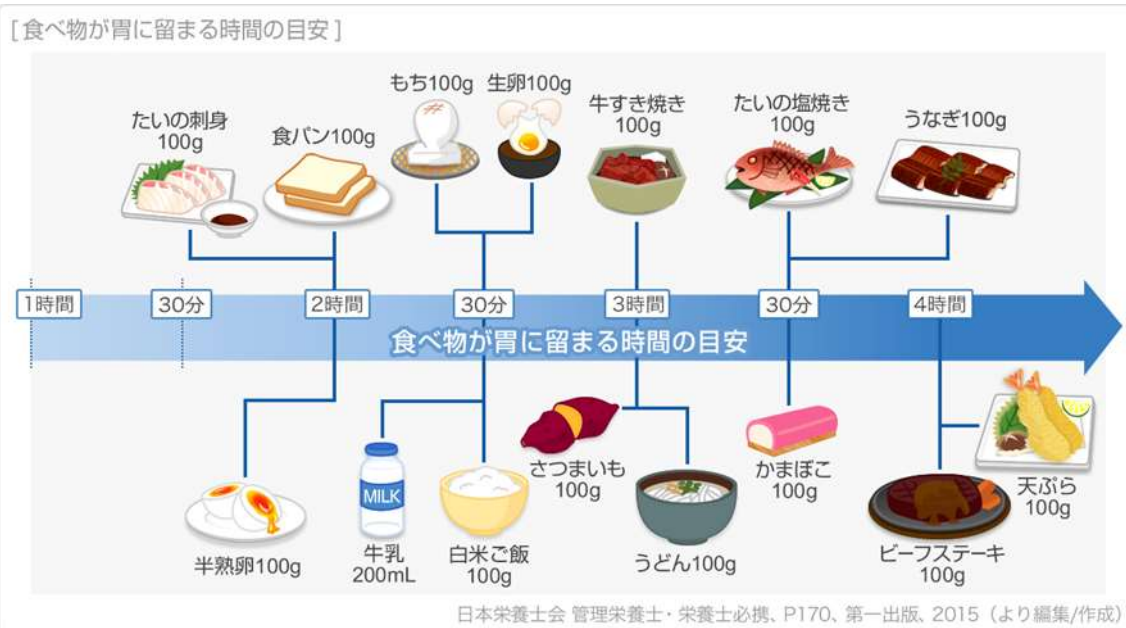 [食べ物が胃に留まる時間の目安]
もち100g
生卵100g
たいの刺身
100g
食パン100g
牛すき焼き
100g
たいの塩焼き
100g
うなぎ100g
1時間
30分
2時間
30分
3時間
30分
4時間
食べ物が胃に留まる時間の目安
MILK
さつまいも
100g
かまぼこ
100g
天ぷら
100g
半熟卵100g
牛乳
200mL
白米ご飯
100g
うどん100g
ビーフステーキ
100g
日本栄養士会 管理栄養士・栄養士必携、P170、第一出版、2015（より編集/作成）